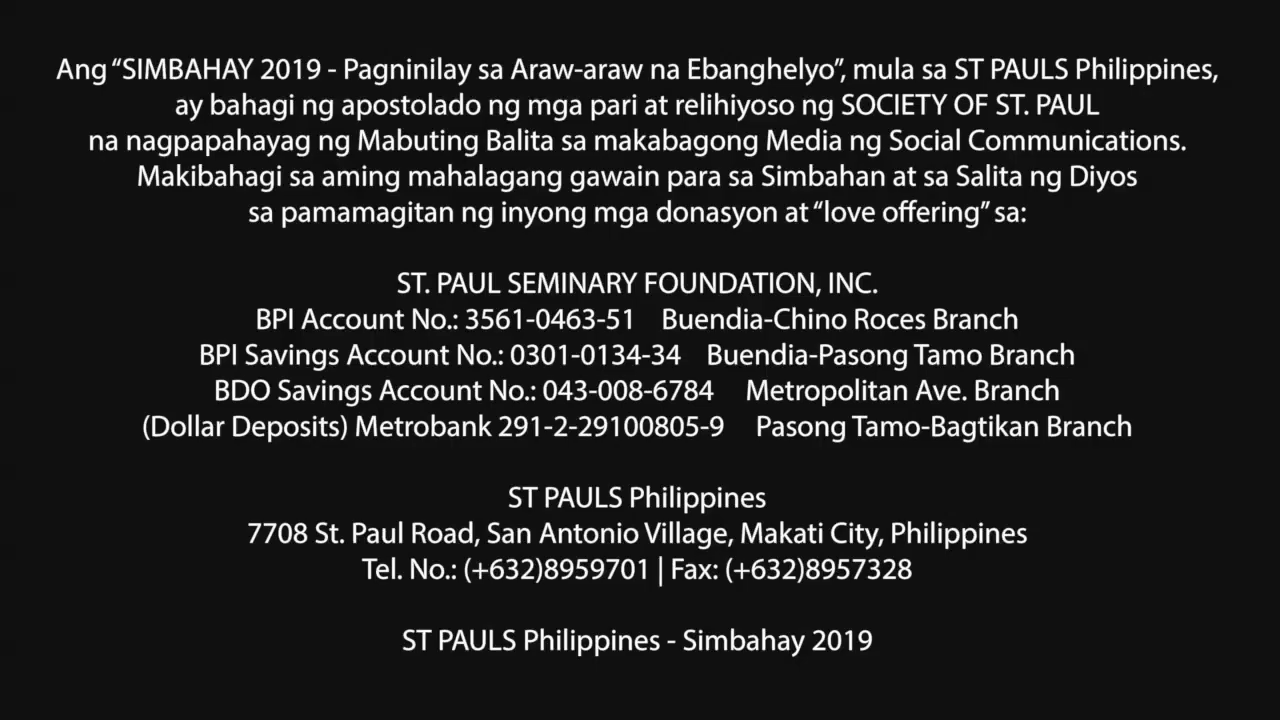 Ang “SIMBAHAY 2019 - Pagninilay sa Araw-araw na Ebanghelyo”, mula sa ST PAULS Philippines,
ay bahagi ng apostolado ng mga pari at relihiyoso ng SOCIETY OF ST. PAUL
na nagpapahayag ng Mabuting Balita sa makabagong Media ng Social Communications.
Makibahagi sa aming mahalagang gawain para sa Simbahan at sa Salita ng Diyos
sa pamamagitan ng inyong mga donasyon at “love offering” sa:
ST. PAUL SEMINARY FOUNDATION, INC.
BPI Account No.: 3561-0463-51 Buendia-Chino Roces Branch
BPI Savings Account No.: 0301-0134-34 Buendia-Pasong Tamo Branch
BDO Savings Account No.: 043-008-6784 Metropolitan Ave. Branch
(Dollar Deposits) Metrobank 291-2-29100805-9 Pasong Tamo-Bagtikan Branch
ST PAULS Philippines
7708 St. Paul Road, San Antonio Village, Makati City, Philippines
Tel. No.: (+632)8959701 | Fax: (+632)8957328
ST PAULS Philippines - Simbahay 2019